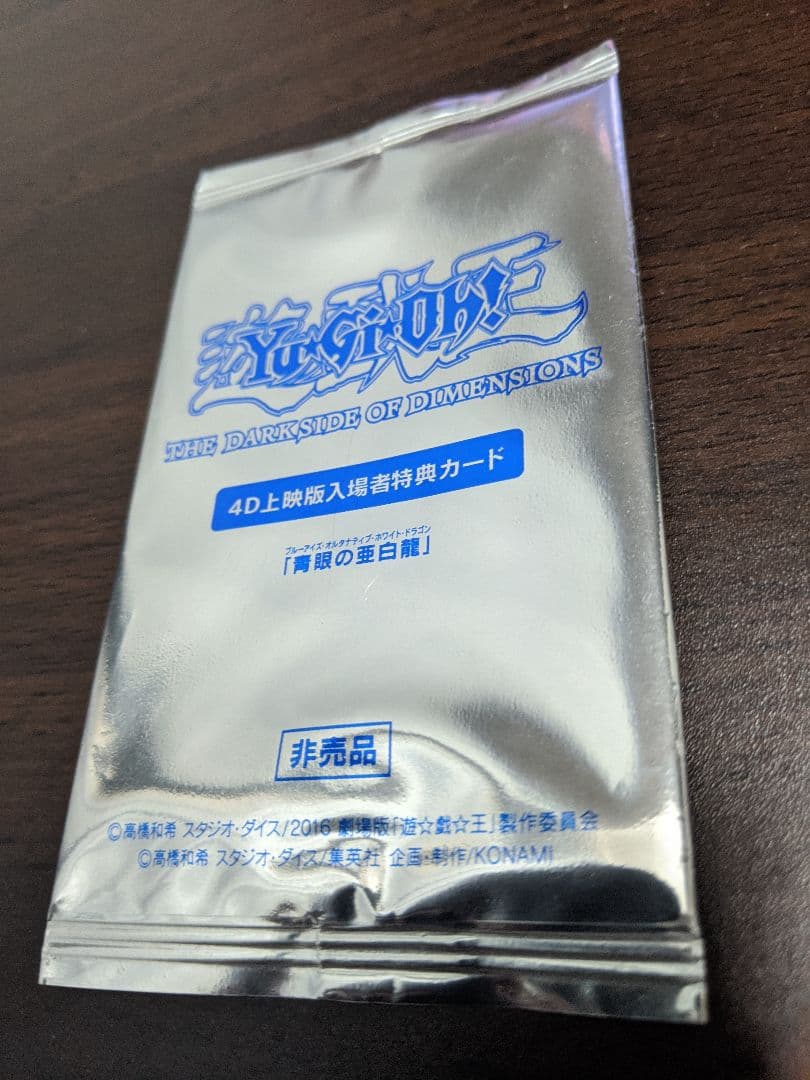 遊戯王
Yu·Gi·Oh!
THE DARKSIDE OF DIMENSIONS
4D上映版入場者特典カード
ブルーアイズ・オルタナティブ・ホワイト・ドラゴン
「青眼の亜白龍」
非売品
©高橋和希 スタジオ・ダイス/2016 劇場版「遊☆戯☆王」製作委員会
©高橋和希 スタジオ・ダイス/集英社 企画・制作/KONAMI